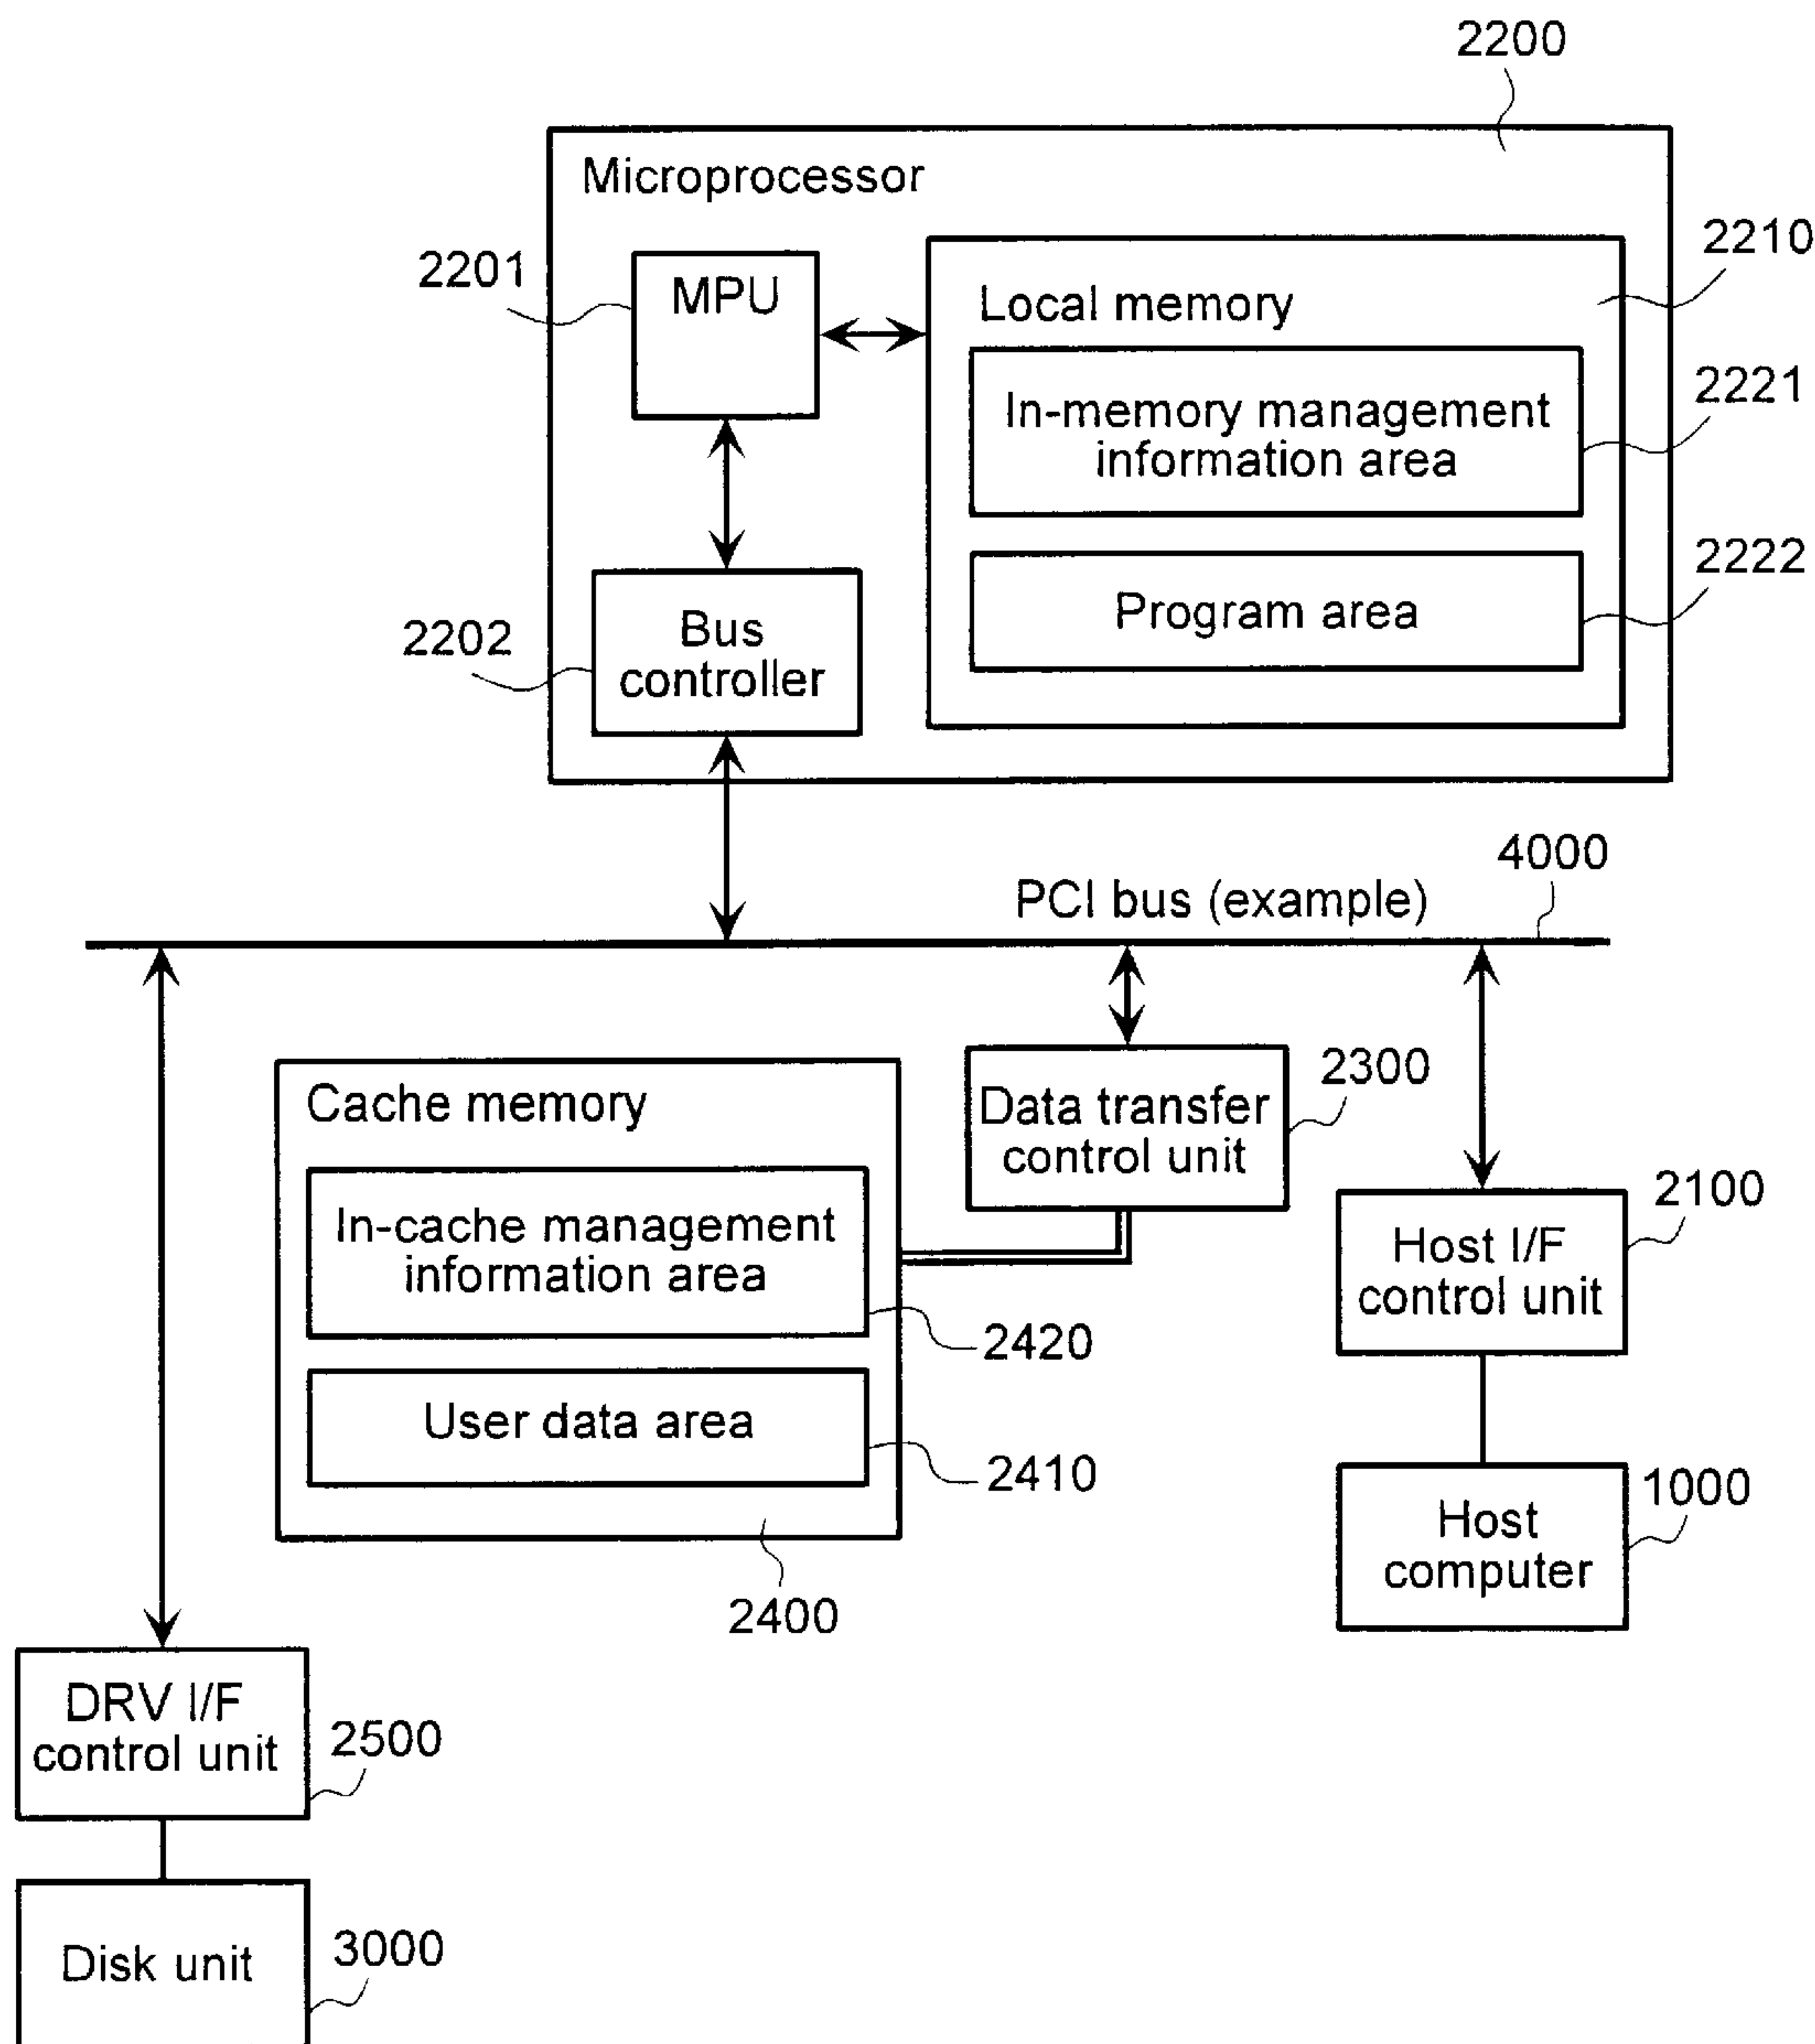 2200
Microprocessor
2201
MPU
2210
Local memory
In-memory management
information area
2221
Program area
2222
2202
Bus
controller
4000
PCI bus (example)
Cache memory
In-cache management
information area
2420
User data area
2410
2400
Data transfer
control unit
2300
Host I/F
control unit
2100
Host
computer
1000
DRV I/F
control unit
2500
Disk unit
3000